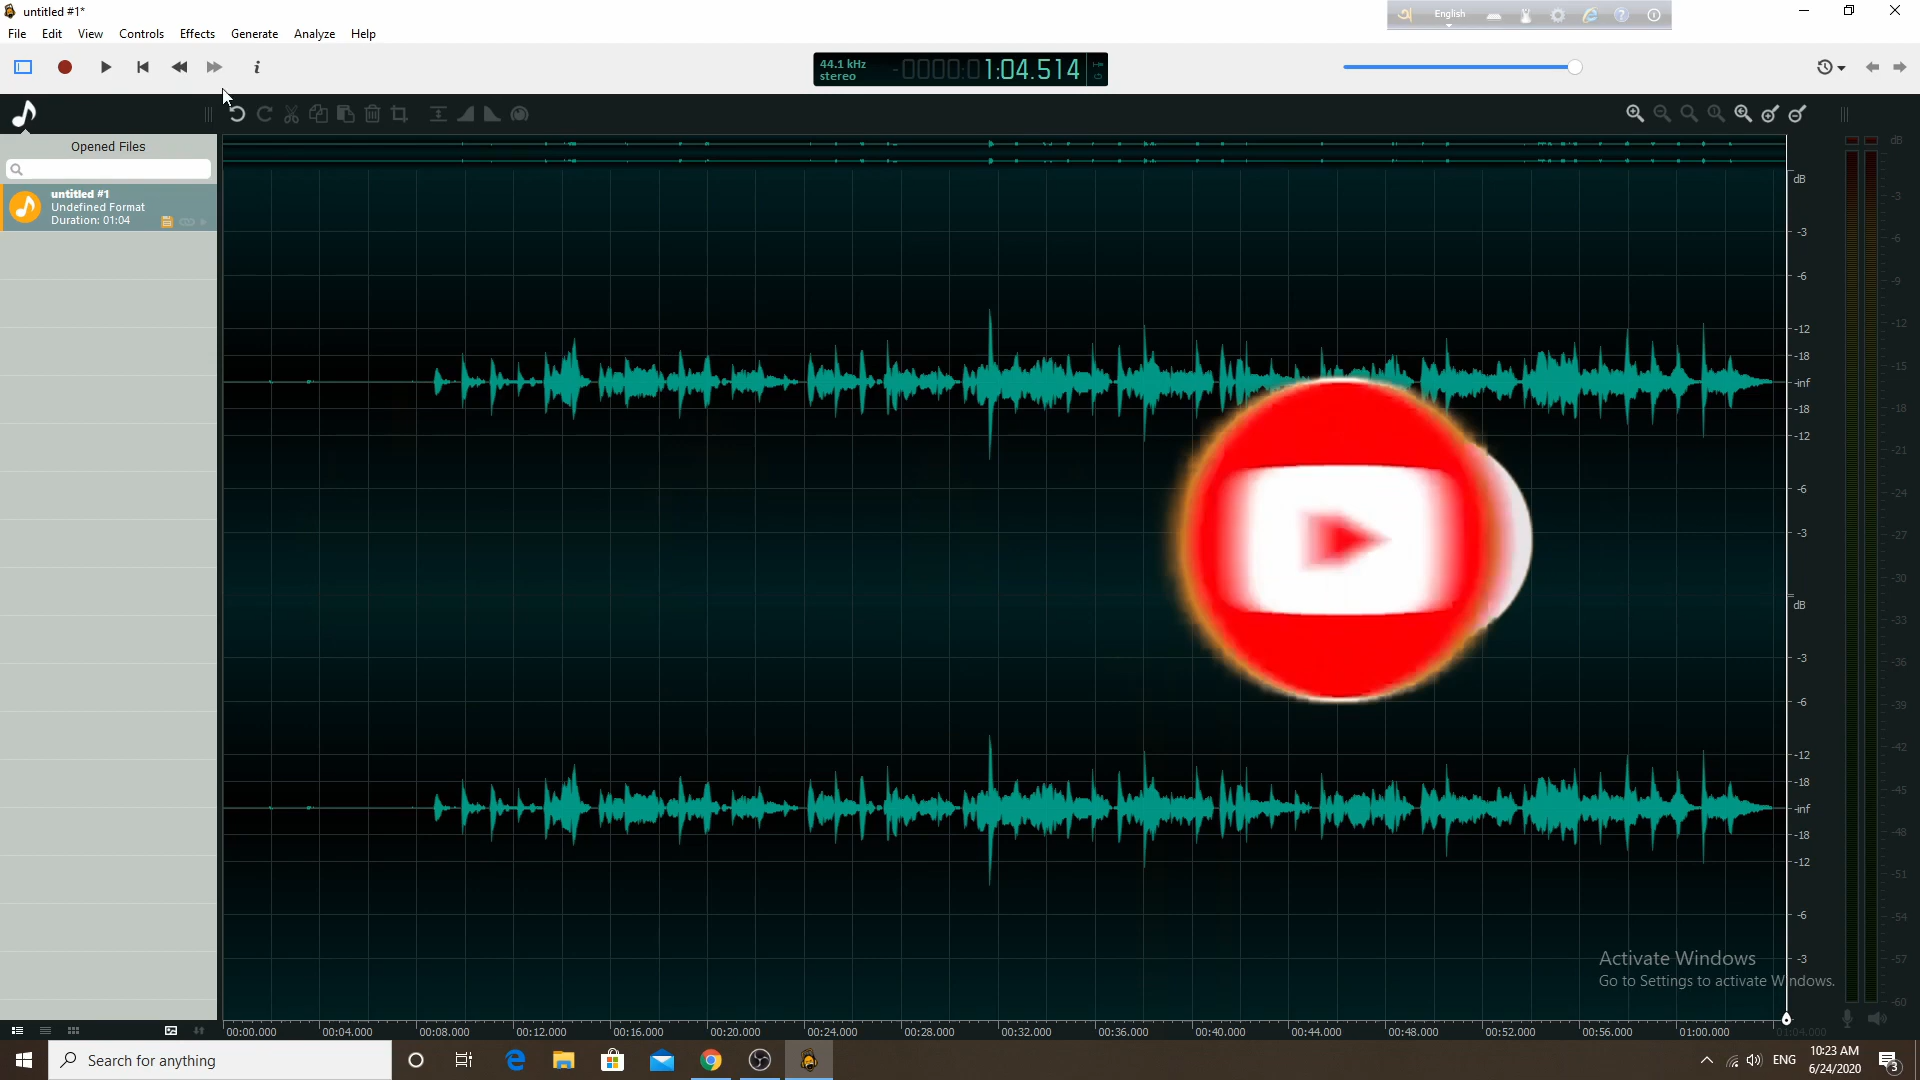 untitled #1*
English
File Edit View Controls Effects Generate Analyze Help
44.1 kHz
stereo
-0000:01:04.514
Opened Files
untitled #1
Undefined Format
Duration: 01:04
dB
-3
-6
-12
-18
-inf
-18
-12
-6
-3
dB
-3
-6
-12
-18
-inf
-18
-12
-6
-3
dB
-3
-6
-9
-12
-15
-18
-21
-24
-27
-30
-33
-36
-39
-42
-45
-48
-51
-54
-57
-60
Activate Windows
Go to Settings to activate Windows.
00:00.000 00:04.000 00:08.000 00:12.000 00:16.000 00:20.000 00:24.000 00:28.000 00:32.000 00:36.000 00:40.000 00:44.000 00:48.000 00:52.000 00:56.000 01:00.000 01:04.000
Search for anything
ENG
10:23 AM
6/24/2020
3